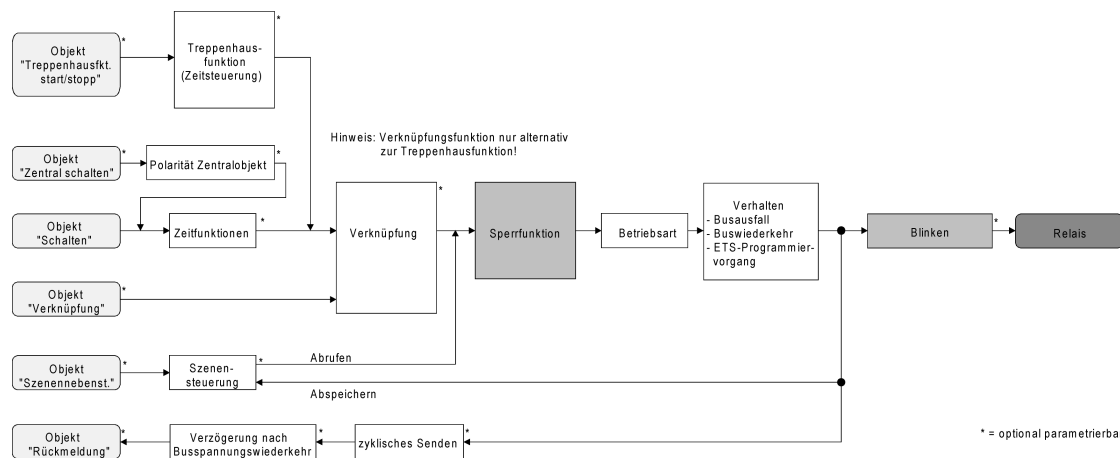 Objekt
"Treppenhausfkt.
start/stopp"
*
Treppenhaus-
funktion
(Zeitsteuerung)
*
Hinweis: Verknüpfungsfunktion nur alternativ
zur Treppenhausfunktion!
Objekt
"Zentral schalten"
*
Polarität Zentralobjekt
*
Objekt
"Schalten"
Zeitfunktionen
*
Verknüpfung
*
Sperrfunktion
Betriebsart
Verhalten
- Busausfall
- Buswiederkehr
- ETS-Programmier-
vorgang
Blinken
*
Relais
Objekt
"Verknüpfung"
*
Objekt
"Szenennebenst."
*
Szenen-
steuerung
*
Abrufen
Abspeichern
Objekt
"Rückmeldung"
*
Verzögerung nach
Busspannungswiederkehr
*
zyklisches Senden
*
* = optional parametrierba